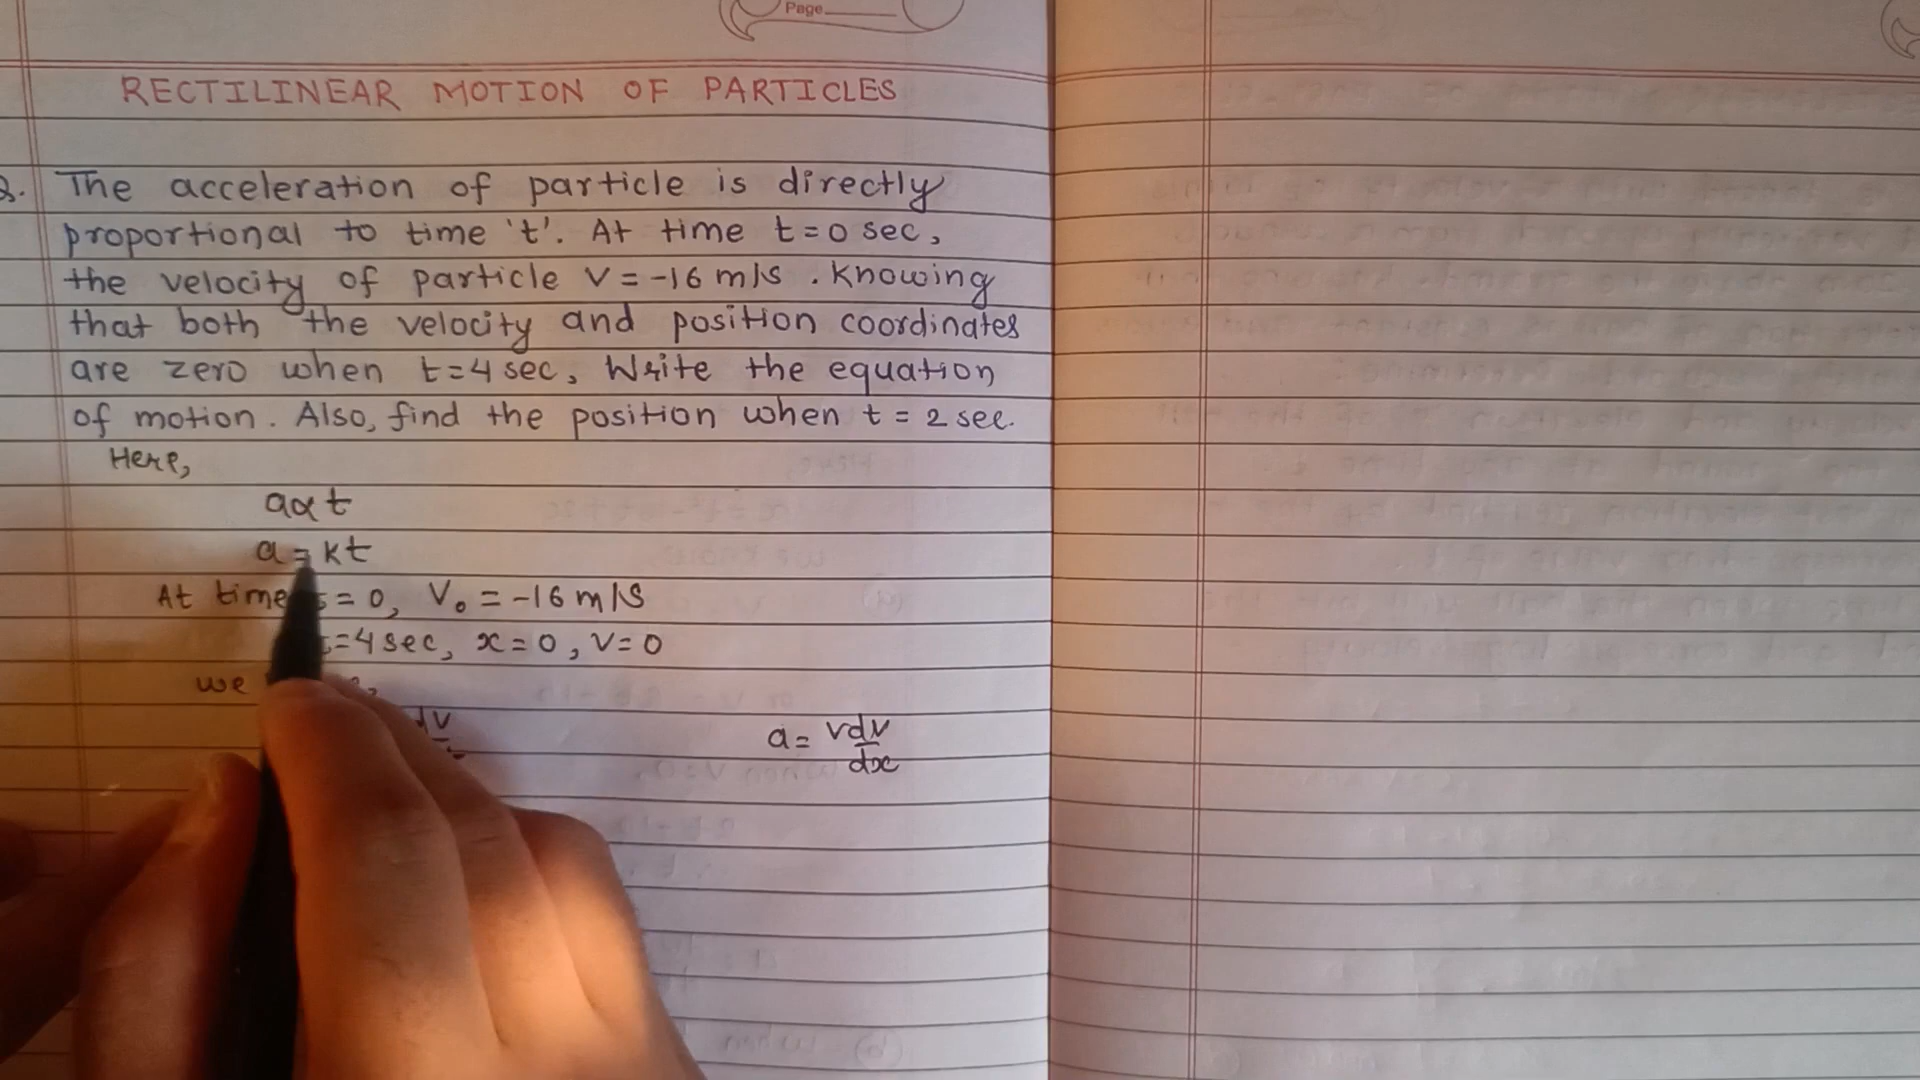 Page
RECTILINEAR MOTION OF PARTICLES
The acceleration of particle is directly
proportional to time 't'. At time t=0 sec,
the velocity of particle v = -16 m/s. Knowing
that both the velocity and position coordinates
are zero when t=4 sec, Write the equation
of motion. Also, find the position when t = 2 sec.
Here,
a∝ t
a = kt
At time = 0, V₀ = -16 m/s
=4 sec, x = 0, v= 0
we
dv a= vdv
dx